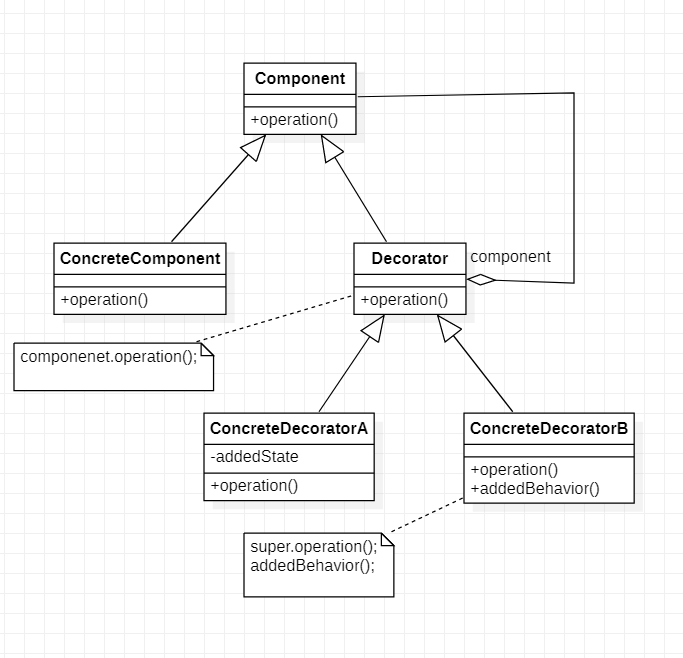 Component
+operation()
ConcreteComponent
+operation()
Decorator
+operation()
component
componenet.operation();
ConcreteDecoratorA
-addedState
+operation()
ConcreteDecoratorB
+operation()
+addedBehavior()
super.operation();
addedBehavior();